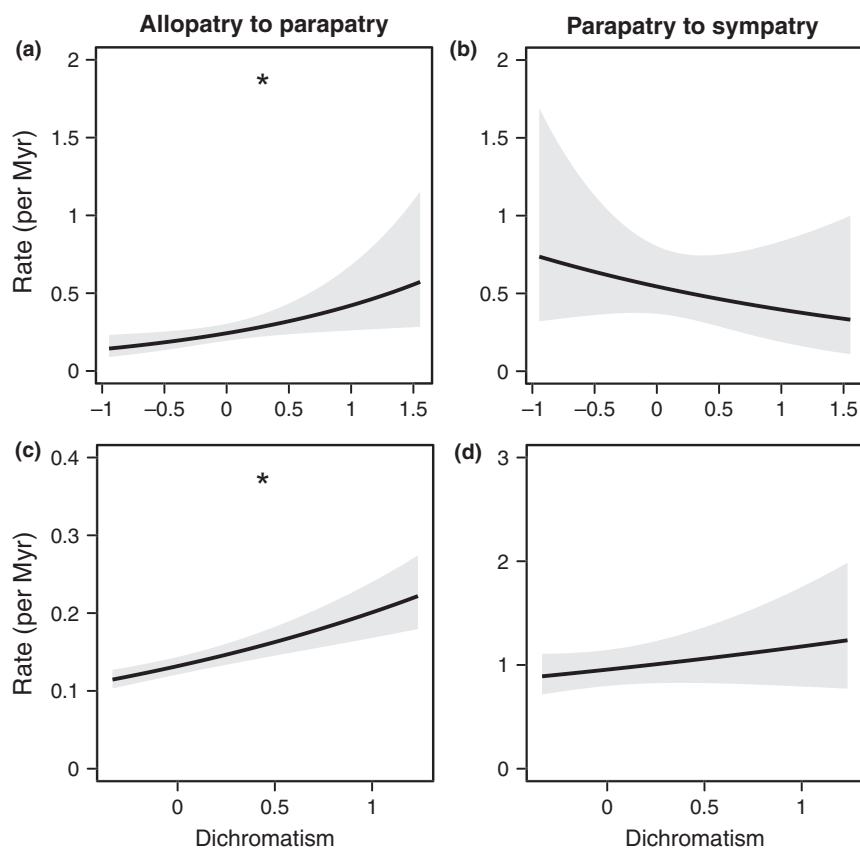 Allopatry to parapatry
Parapatry to sympatry
(a)
(b)
*
Rate (per Myr)
2
1.5
1
0.5
0
–1 –0.5 0 0.5 1 1.5
2
1.5
1
0.5
0
–1 –0.5 0 0.5 1 1.5
(c)
(d)
*
Rate (per Myr)
0.4
0.3
0.2
0.1
0
0 0.5 1
Dichromatism
3
2
1
0
0 0.5 1
Dichromatism